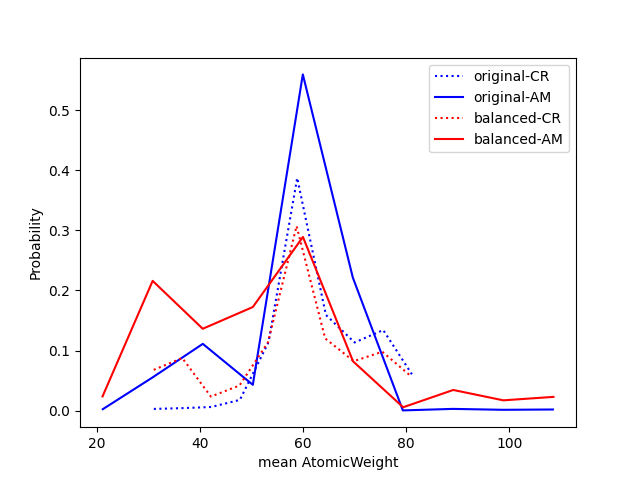 original-CR
original-AM
balanced-CR
balanced-AM
Probability
0.5
0.4
0.3
0.2
0.1
0.0
20 40 60 80 100
mean AtomicWeight